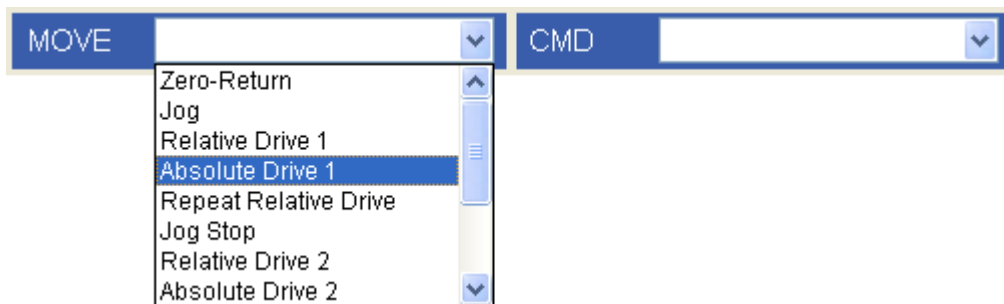 MOVE CMD
Zero-Return
Jog
Relative Drive 1
Absolute Drive 1
Repeat Relative Drive
Jog Stop
Relative Drive 2
Absolute Drive 2